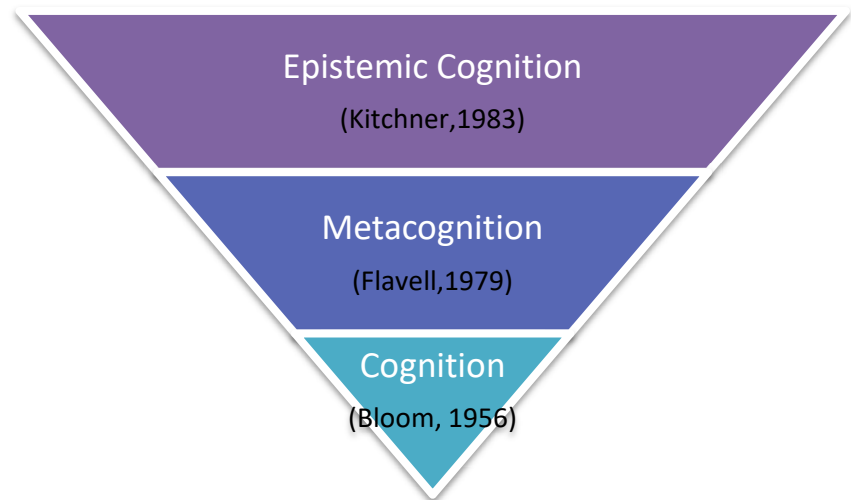 Epistemic Cognition
(Kitchner,1983)
Metacognition
(Flavell,1979)
Cognition
(Bloom, 1956)